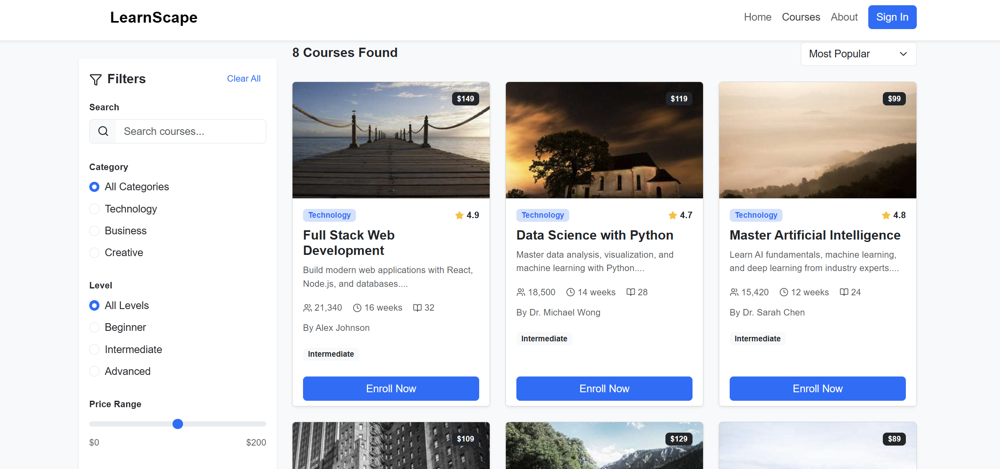 LearnScape
Home Courses About Sign In
8 Courses Found
Most Popular
Filters
Clear All
Search
Search courses...
Category
All Categories
Technology
Business
Creative
Level
All Levels
Beginner
Intermediate
Advanced
Price Range
$0
$200
$149
Technology
4.9
Full Stack Web
Development
Build modern web applications with React,
Node.js, and databases....
21,340 16 weeks 32
By Alex Johnson
Intermediate
Enroll Now
$119
Technology
4.7
Data Science with Python
Master data analysis, visualization, and
machine learning with Python....
18,500 14 weeks 28
By Dr. Michael Wong
Intermediate
Enroll Now
$99
Technology
4.8
Master Artificial Intelligence
Learn AI fundamentals, machine learning,
and deep learning from industry experts....
15,420 12 weeks 24
By Dr. Sarah Chen
Intermediate
Enroll Now
$109
$129
$89